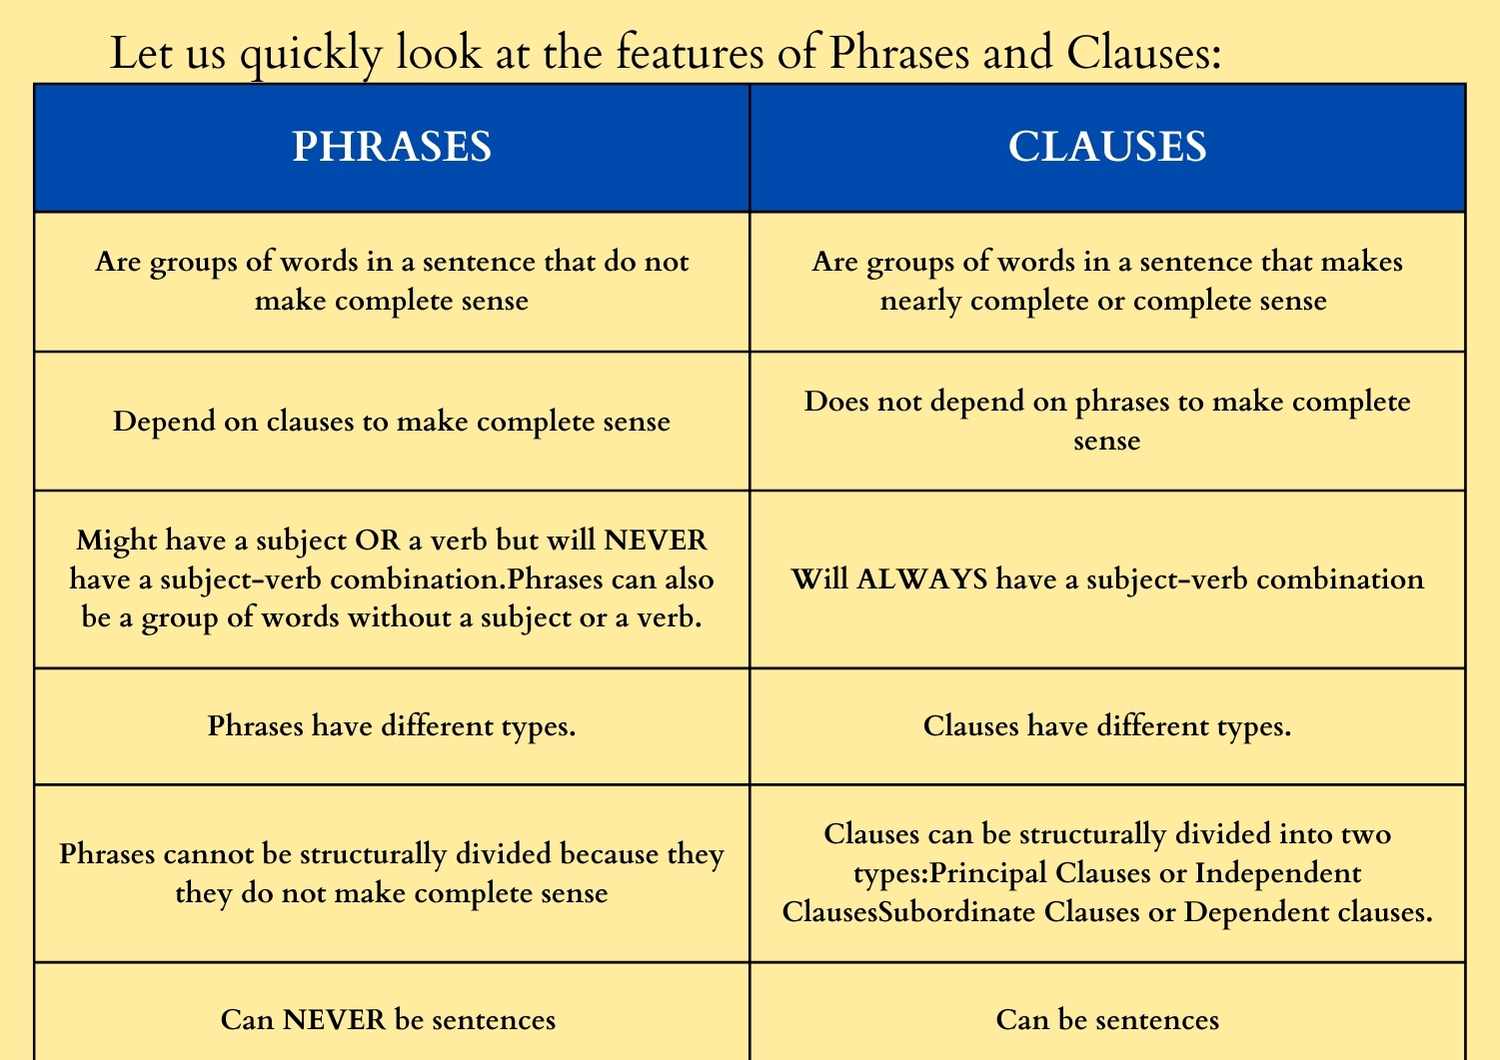 Let us quickly look at the features of Phrases and Clauses:
PHRASES
CLAUSES
Are groups of words in a sentence that do not
make complete sense
Are groups of words in a sentence that makes
nearly complete or complete sense
Depend on clauses to make complete sense
Does not depend on phrases to make complete
sense
Might have a subject OR a verb but will NEVER
have a subject-verb combination.Phrases can also
be a group of words without a subject or a verb.
Will ALWAYS have a subject-verb combination
Phrases have different types.
Clauses have different types.
Phrases cannot be structurally divided because they
they do not make complete sense
Clauses can be structurally divided into two
types:Principal Clauses or Independent
ClausesSubordinate Clauses or Dependent clauses.
Can NEVER be sentences
Can be sentences